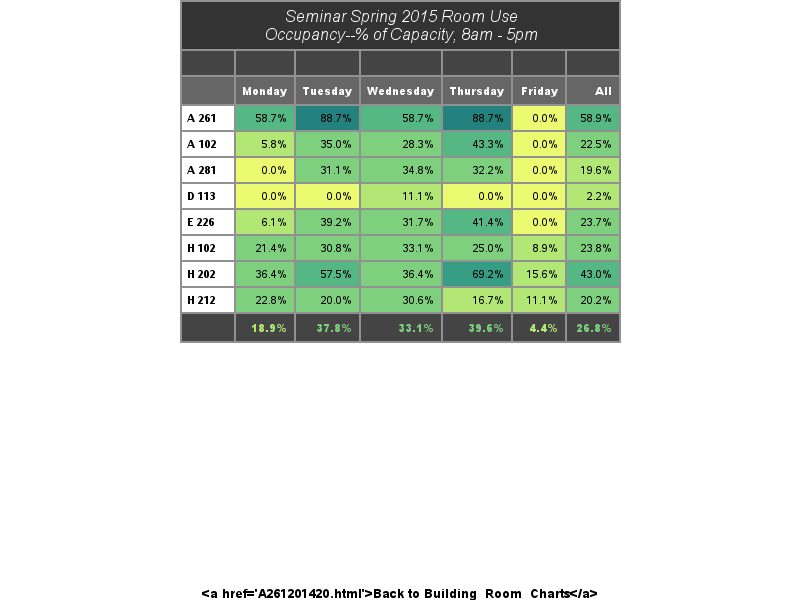 Seminar Spring 2015 Room Use
Occupancy--% of Capacity, 8am - 5pm
Monday Tuesday Wednesday Thursday Friday All
A 261 58.7% 88.7% 58.7% 88.7% 0.0% 58.9%
A 102 5.8% 35.0% 28.3% 43.3% 0.0% 22.5%
A 281 0.0% 31.1% 34.8% 32.2% 0.0% 19.6%
D 113 0.0% 0.0% 11.1% 0.0% 0.0% 2.2%
E 226 6.1% 39.2% 31.7% 41.4% 0.0% 23.7%
H 102 21.4% 30.8% 33.1% 25.0% 8.9% 23.8%
H 202 36.4% 57.5% 36.4% 69.2% 15.6% 43.0%
H 212 22.8% 20.0% 30.6% 16.7% 11.1% 20.2%
18.9% 37.8% 33.1% 39.6% 4.4% 26.8%
<a href='A261201420.html'>Back to Building_Room_Charts</a>